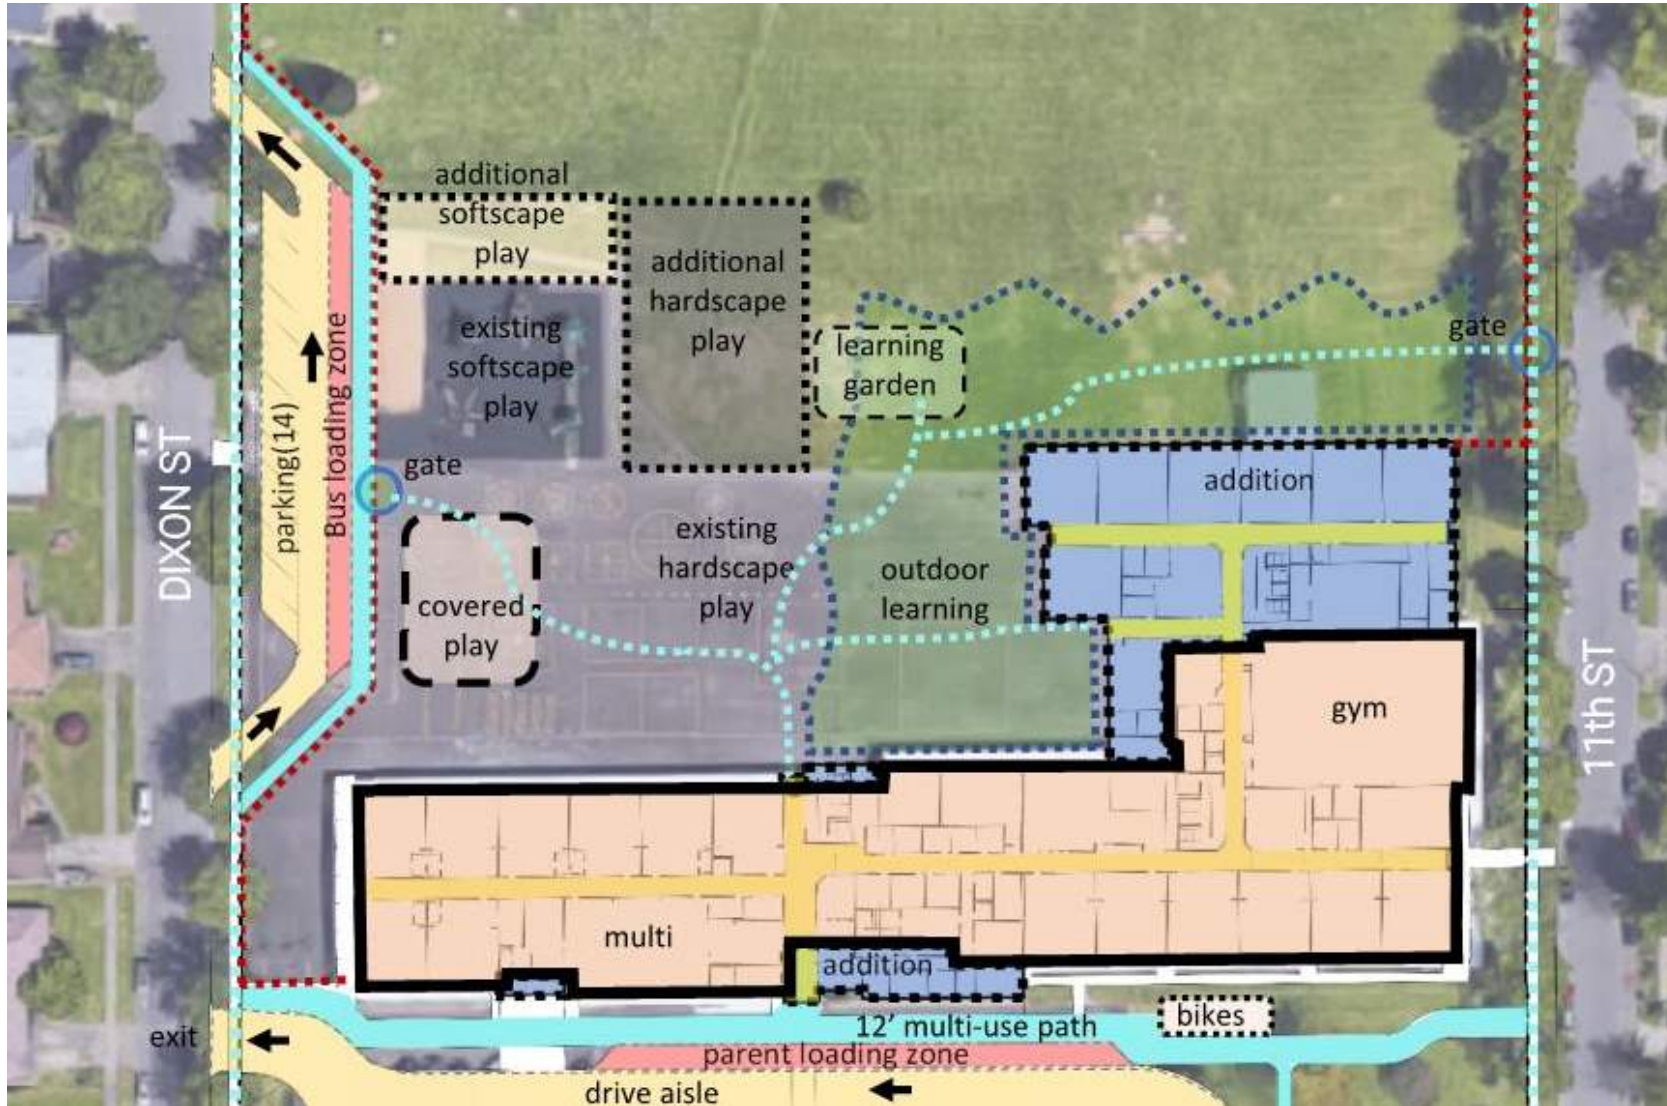 additional
softscape
play
additional
hardscape
play
existing
softscape
play
learning
garden
gate
parking(14)
Bus loading zone
DIXON ST
gate
addition
existing
hardscape
play
outdoor
learning
covered
play
gym
11th ST
multi
addition
12' multi-use path
bikes
exit
parent loading zone
drive aisle